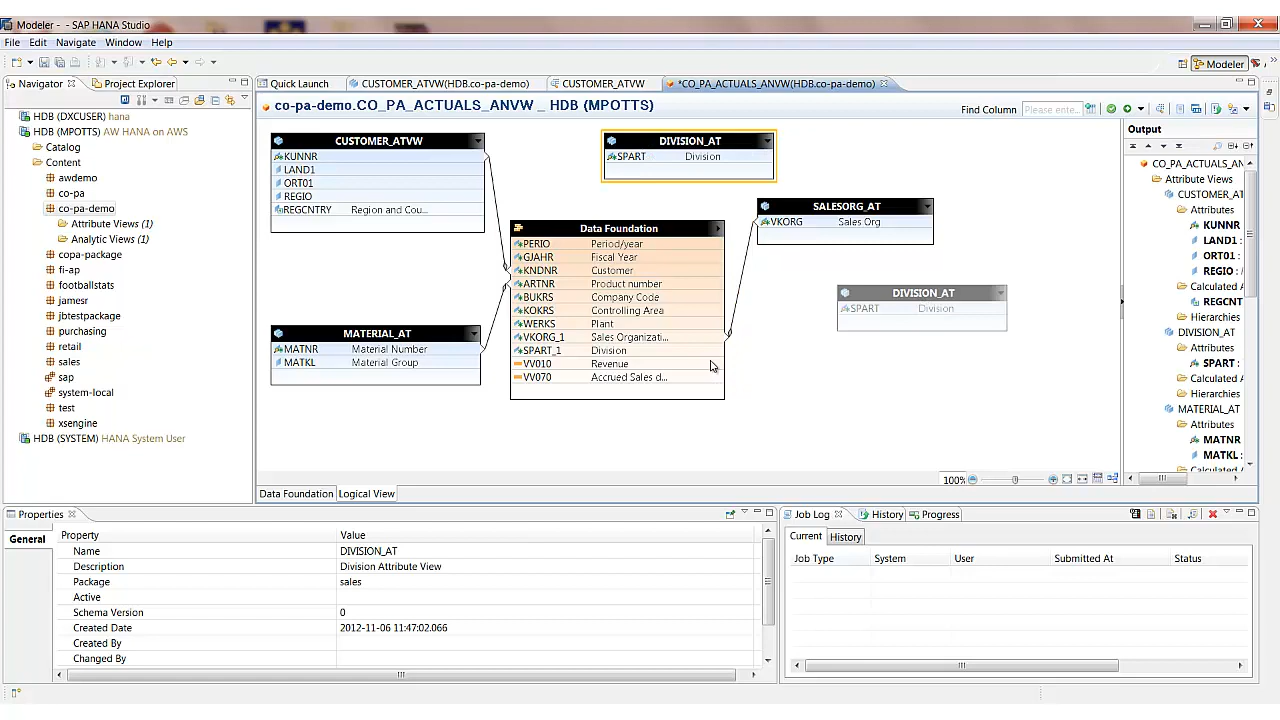 Modeler - - SAP HANA Studio
File Edit Navigate Window Help
Modeler
Navigator Project Explorer
HDB (DXCUSER) hana
HDB (MPOTTS) AW HANA on AWS
Catalog
Content
awdemo
co-pa
co-pa-demo
Attribute Views (1)
Analytic Views (1)
copa-package
fi-ap
footballstats
jamesr
jbtestpackage
purchasing
retail
sales
sap
system-local
test
xsengine
HDB (SYSTEM) HANA System User
Quick Launch CUSTOMER_ATVW(HDB.co-pa-demo) CUSTOMER_ATVW *CO_PA_ACTUALS_ANVW(HDB.co-pa-demo)
co-pa-demo.CO_PA_ACTUALS_ANVW _ HDB (MPOTTS)
Find Column Please ente...
CUSTOMER_ATVW
KUNNR
LAND1
ORT01
REGIO
REGCNTRY Region and Cou...
DIVISION_AT
SPART Division
SALESORG_AT
VKORG Sales Org
Data Foundation
PERIO Period/year
GJAHR Fiscal Year
KNDNR Customer
ARTNR Product number
BUKRS Company Code
KOKRS Controlling Area
WERKS Plant
VKORG_1 Sales Organizati...
SPART_1 Division
VV010 Revenue
VV070 Accrued Sales d...
DIVISION_AT
SPART Division
MATERIAL_AT
MATNR Material Number
MATKL Material Group
100%
Data Foundation Logical View
Output
CO_PA_ACTUALS_AN
Attribute Views
CUSTOMER_AT
Attributes
KUNNR
LAND1 :
ORT01 :
REGIO :
Calculated
REGCNT
Hierarchies
DIVISION_AT
Attributes
SPART :
Calculated A
Hierarchies
MATERIAL_AT
Attributes
MATNR
MATKL :
Calculated A
Properties
General
Property Value
Name DIVISION_AT
Description Division Attribute View
Package sales
Active
Schema Version 0
Created Date 2012-11-06 11:47:02.066
Created By
Changed By
Job Log History Progress
Current History
Job Type System User Submitted At Status